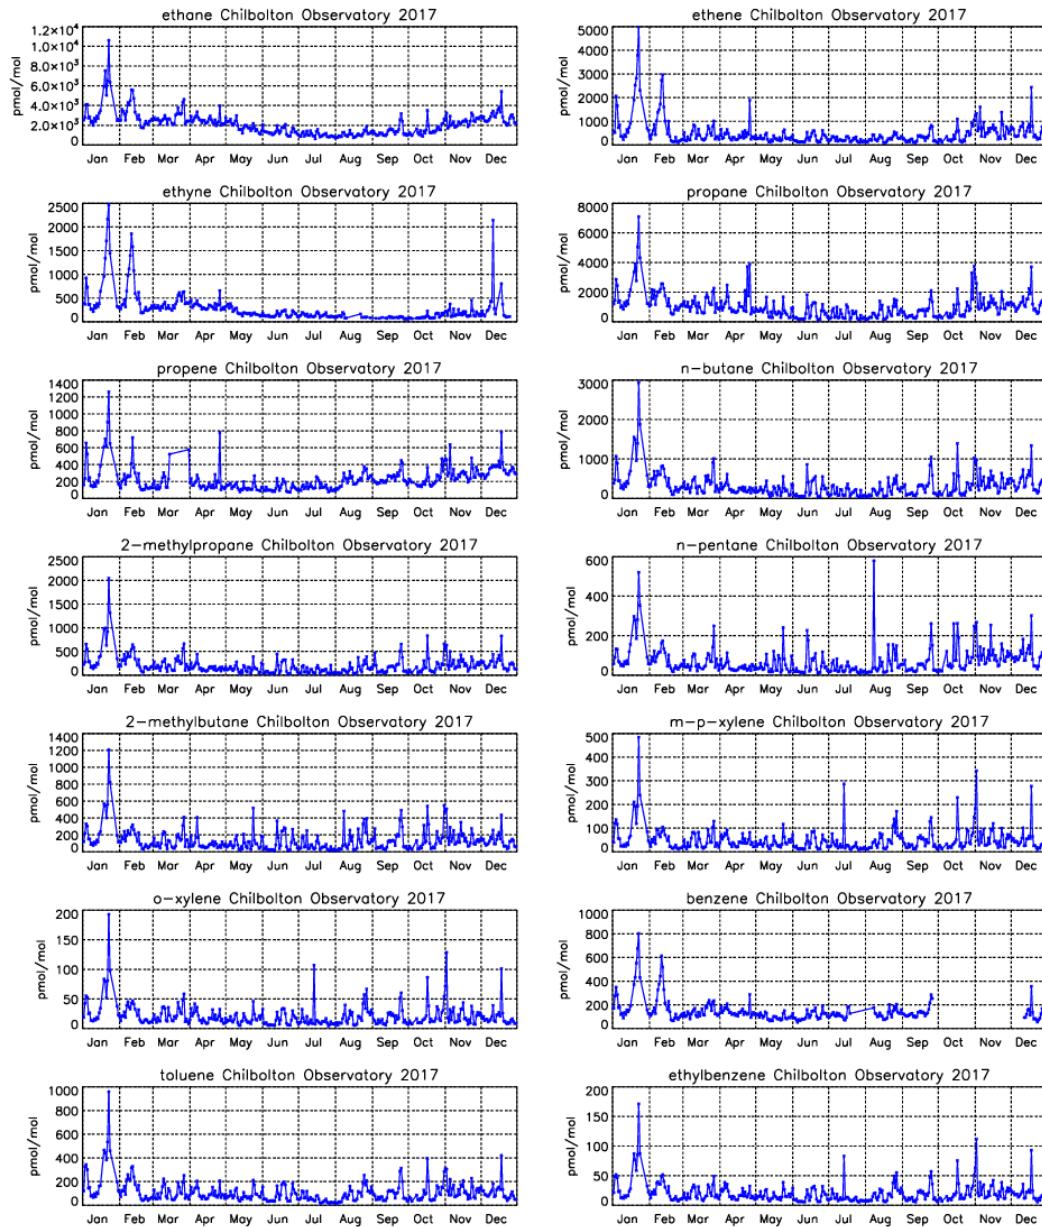 ethane Chilbolton Observatory 2017
pmol/mol
1.2×10⁴
1.0×10⁴
8.0×10³
6.0×10³
4.0×10³
2.0×10³
0
Jan Feb Mar Apr May Jun Jul Aug Sep Oct Nov Dec
ethene Chilbolton Observatory 2017
pmol/mol
5000
4000
3000
2000
1000
0
Jan Feb Mar Apr May Jun Jul Aug Sep Oct Nov Dec
ethyne Chilbolton Observatory 2017
pmol/mol
2500
2000
1500
1000
500
0
Jan Feb Mar Apr May Jun Jul Aug Sep Oct Nov Dec
propane Chilbolton Observatory 2017
pmol/mol
8000
6000
4000
2000
0
Jan Feb Mar Apr May Jun Jul Aug Sep Oct Nov Dec
propene Chilbolton Observatory 2017
pmol/mol
1400
1200
1000
800
600
400
200
0
Jan Feb Mar Apr May Jun Jul Aug Sep Oct Nov Dec
n-butane Chilbolton Observatory 2017
pmol/mol
3000
2000
1000
0
Jan Feb Mar Apr May Jun Jul Aug Sep Oct Nov Dec
2-methylpropane Chilbolton Observatory 2017
pmol/mol
2500
2000
1500
1000
500
0
Jan Feb Mar Apr May Jun Jul Aug Sep Oct Nov Dec
n-pentane Chilbolton Observatory 2017
pmol/mol
600
400
200
0
Jan Feb Mar Apr May Jun Jul Aug Sep Oct Nov Dec
2-methylbutane Chilbolton Observatory 2017
pmol/mol
1400
1200
1000
800
600
400
200
0
Jan Feb Mar Apr May Jun Jul Aug Sep Oct Nov Dec
m-p-xylene Chilbolton Observatory 2017
pmol/mol
500
400
300
200
100
0
Jan Feb Mar Apr May Jun Jul Aug Sep Oct Nov Dec
o-xylene Chilbolton Observatory 2017
pmol/mol
200
150
100
50
0
Jan Feb Mar Apr May Jun Jul Aug Sep Oct Nov Dec
benzene Chilbolton Observatory 2017
pmol/mol
1000
800
600
400
200
0
Jan Feb Mar Apr May Jun Jul Aug Sep Oct Nov Dec
toluene Chilbolton Observatory 2017
pmol/mol
1000
800
600
400
200
0
Jan Feb Mar Apr May Jun Jul Aug Sep Oct Nov Dec
ethylbenzene Chilbolton Observatory 2017
pmol/mol
200
150
100
50
0
Jan Feb Mar Apr May Jun Jul Aug Sep Oct Nov Dec